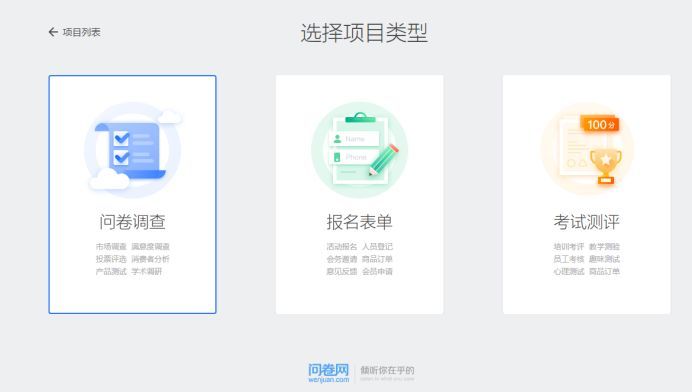 项目列表
选择项目类型
Name
Phone
100分
问卷调查
市场调查 满意度调查
投票评选 消费者分析
产品测试 学术调研
报名表单
活动报名 人员登记
会务邀请 商品订单
意见反馈 会员申请
考试测评
培训考评 教学测验
员工考核 趣味测试
心理测试 商品订单
问卷网
wenjuan.com
倾听你在乎的
listen to what you care